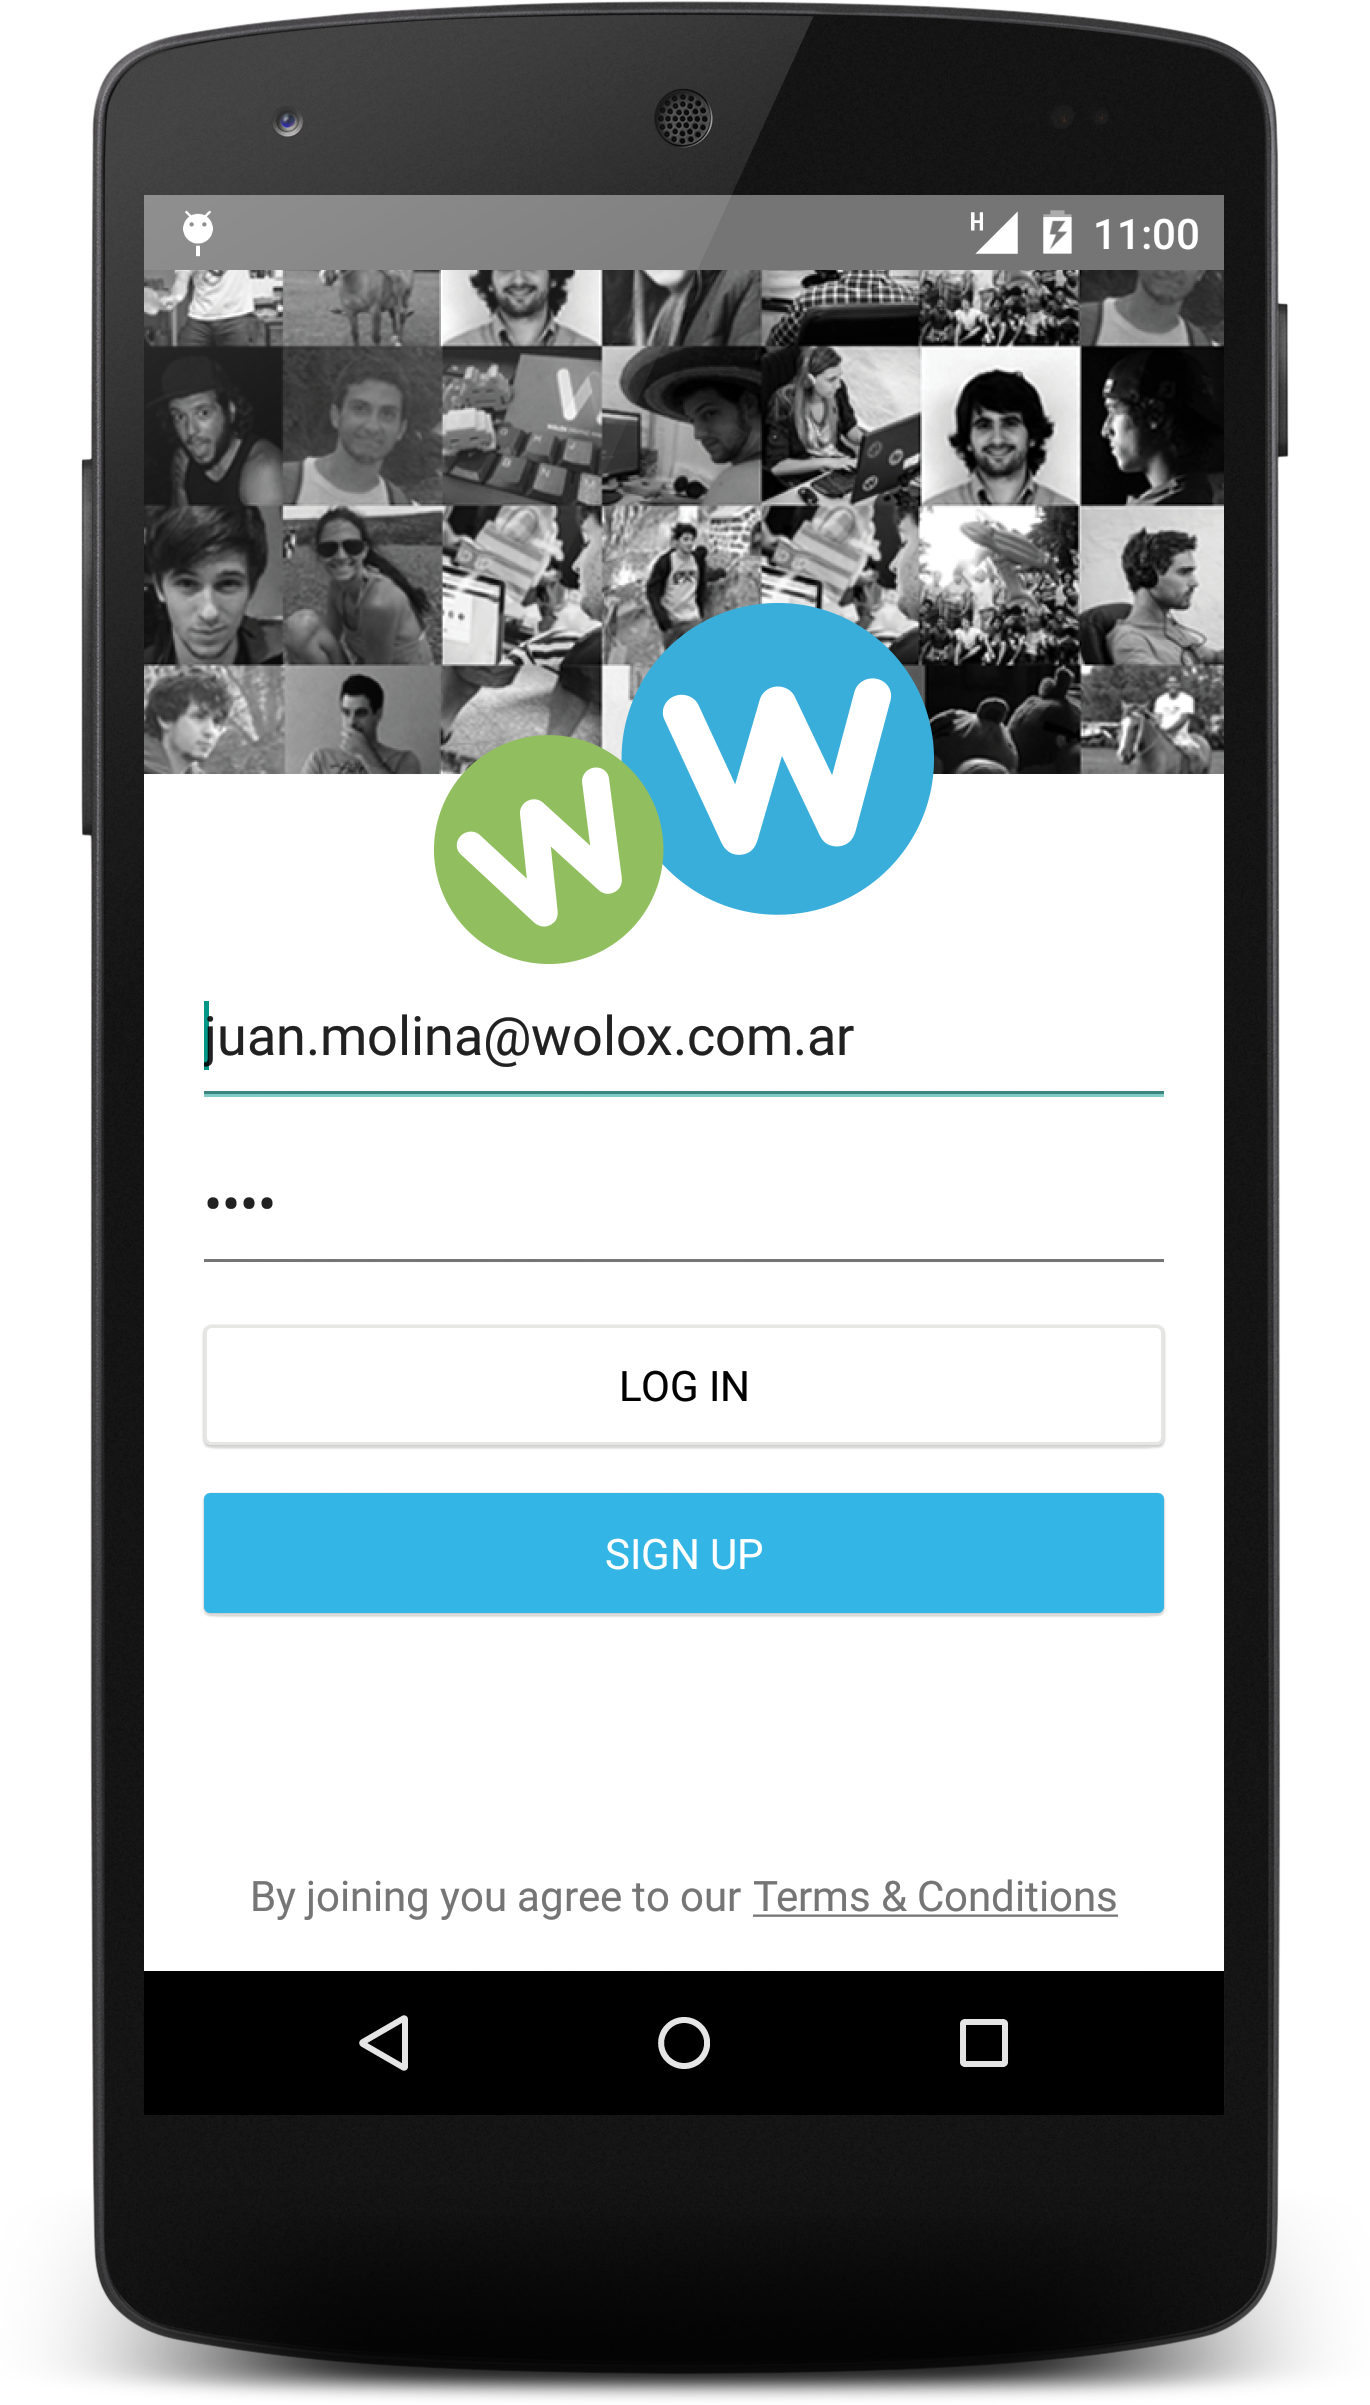 H 11:00
W
W
juan.molina@wolox.com.ar
••••
LOG IN
SIGN UP
By joining you agree to our Terms & Conditions